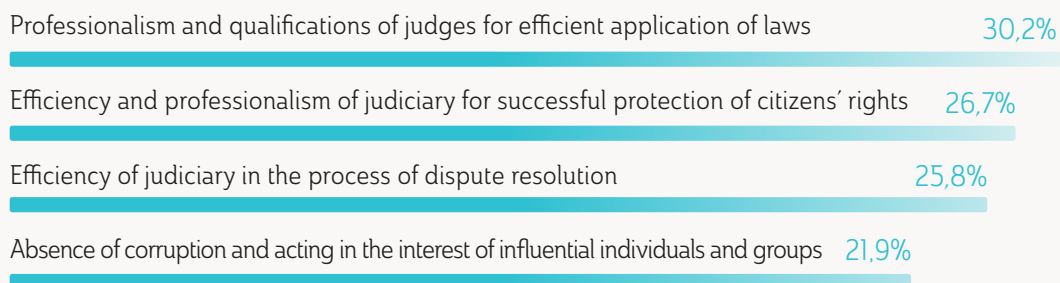 Professionalism and qualifications of judges for efficient application of laws 30,2%
Efficiency and professionalism of judiciary for successful protection of citizens´ rights 26,7%
Efficiency of judiciary in the process of dispute resolution 25,8%
Absence of corruption and acting in the interest of influential individuals and groups 21,9%